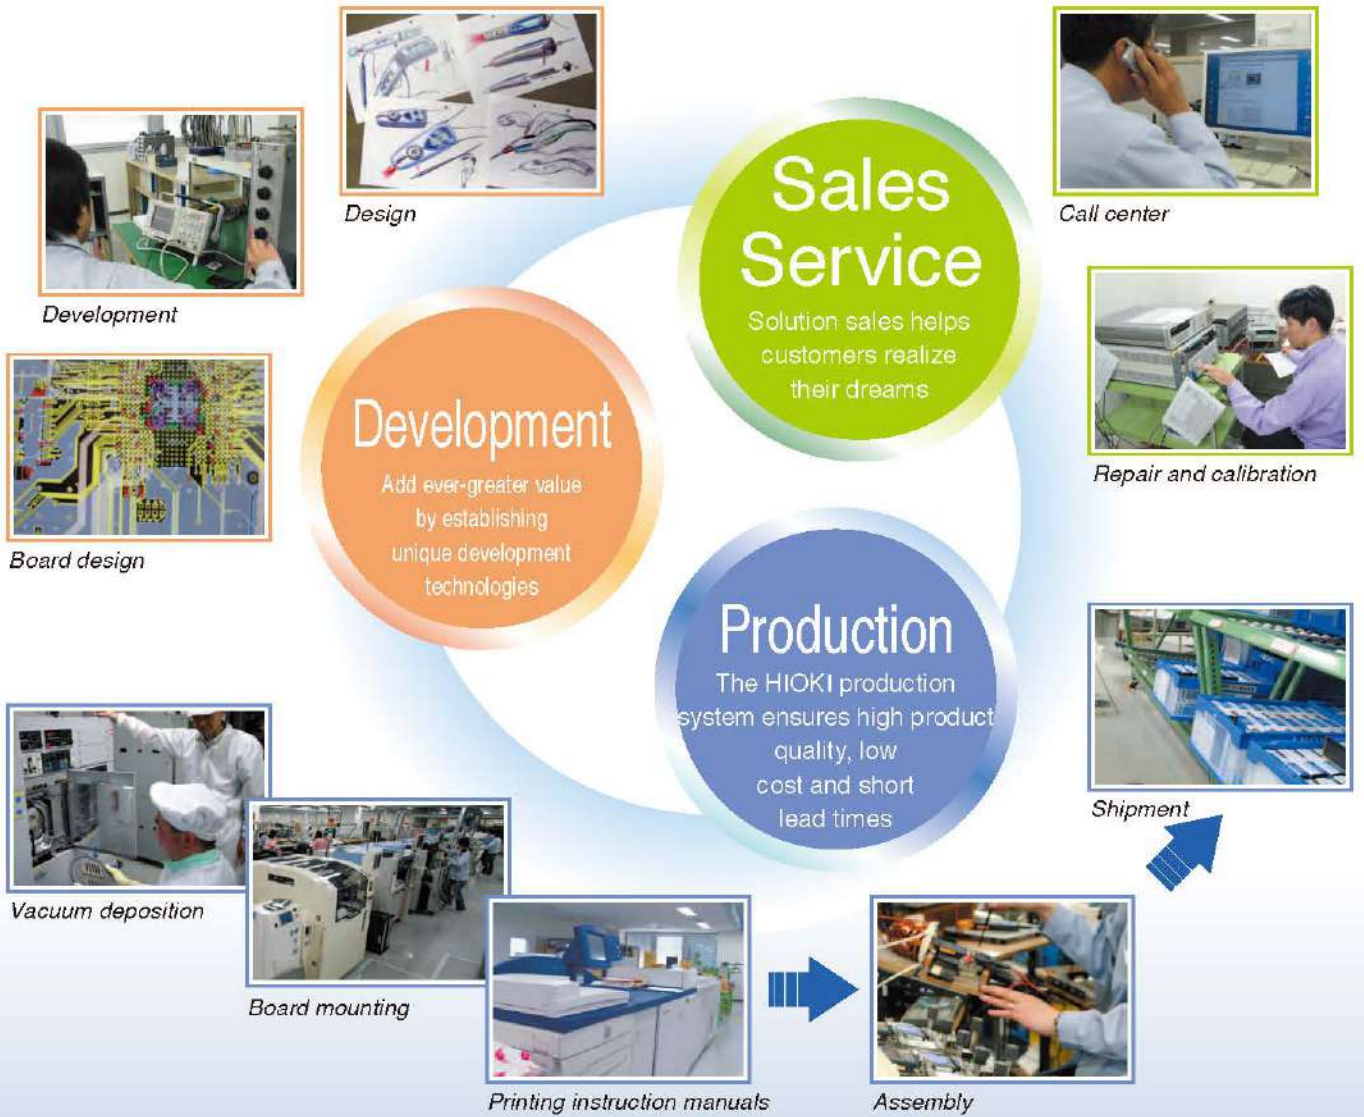 Design
Development
Board design
Sales
Service
Solution sales helps
customers realize
their dreams
Call center
Repair and calibration
Development
Add ever-greater value
by establishing
unique development
technologies
Production
The HIOKI production
system ensures high product
quality, low
cost and short
lead times
Vacuum deposition
Board mounting
Printing instruction manuals
Assembly
Shipment